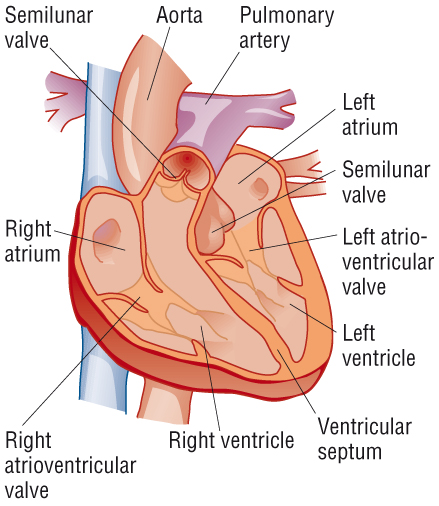 Semilunar
valve
Aorta
Pulmonary
artery
Left
atrium
Semilunar
valve
Right
atrium
Left atrio-
ventricular
valve
Left
ventricle
Right
atrioventricular
valve
Right ventricle
Ventricular
septum